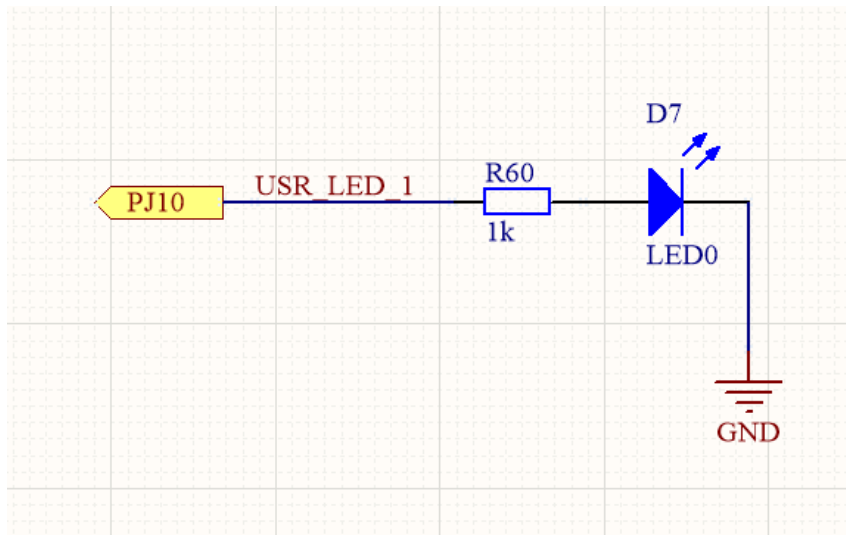 D7
R60
USR_LED_1
PJ10
1k
LED0
GND